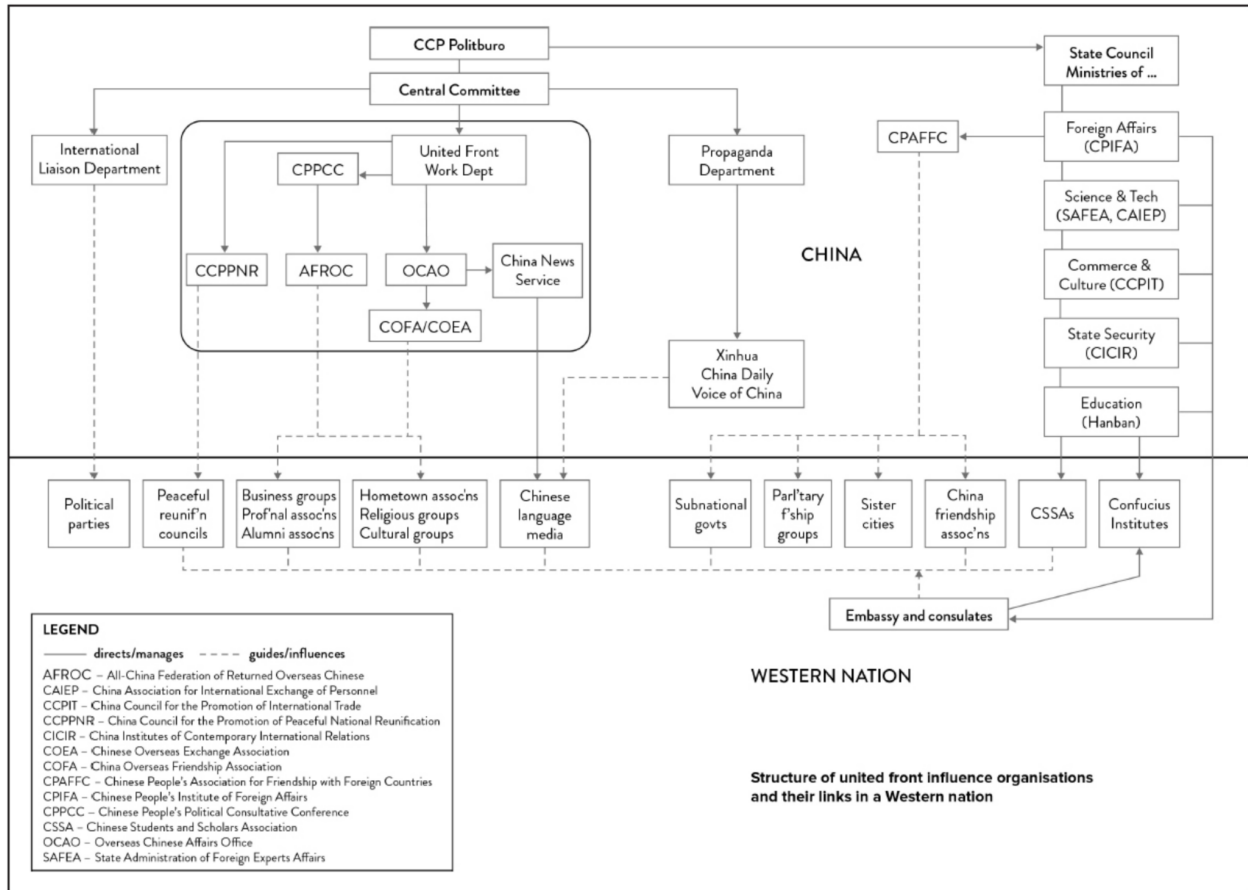 CCP Politburo
State Council
Ministries of ...
Central Committee
International
Liaison Department
United Front
Work Dept
CPPCC
Propaganda
Department
CPAFFC
Foreign Affairs
(CPIFA)
Science & Tech
(SAFEA, CAIEP)
CHINA
CCPPNR
AFROC
OCAO
China News
Service
Commerce &
Culture (CCPIT)
COFA/COEA
State Security
(CICIR)
Xinhua
China Daily
Voice of China
Education
(Hanban)
Political
parties
Peaceful
reunif'n
councils
Business groups
Prof'nal assoc'ns
Alumni assoc'ns
Hometown assoc'ns
Religious groups
Cultural groups
Chinese
language
media
Subnational
govts
Parl'tary
f'ship
groups
Sister
cities
China
friendship
assoc'ns
CSSAs
Confucius
Institutes
Embassy and consulates
LEGEND
directs/manages
guides/influences
AFROC – All-China Federation of Returned Overseas Chinese
CAIEP – China Association for International Exchange of Personnel
CCPIT – China Council for the Promotion of International Trade
CCPPNR – China Council for the Promotion of Peaceful National Reunification
CICIR – China Institutes of Contemporary International Relations
COEA – Chinese Overseas Exchange Association
COFA – China Overseas Friendship Association
CPAFFC – Chinese People's Association for Friendship with Foreign Countries
CPIFA – Chinese People's Institute of Foreign Affairs
CPPCC – Chinese People's Political Consultative Conference
CSSA – Chinese Students and Scholars Association
OCAO – Overseas Chinese Affairs Office
SAFEA – State Administration of Foreign Experts Affairs
WESTERN NATION
Structure of united front influence organisations
and their links in a Western nation